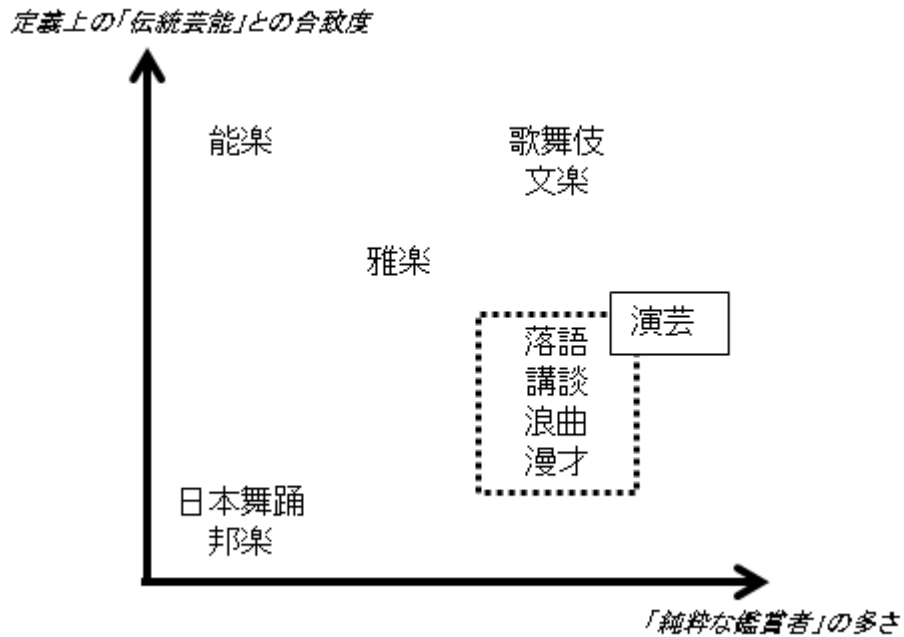 定義上の「伝統芸能」との合致度
能楽
歌舞伎
文楽
雅楽
演芸
落語
講談
浪曲
漫才
日本舞踊
邦楽
「純粋な鑑賞者」の多さ